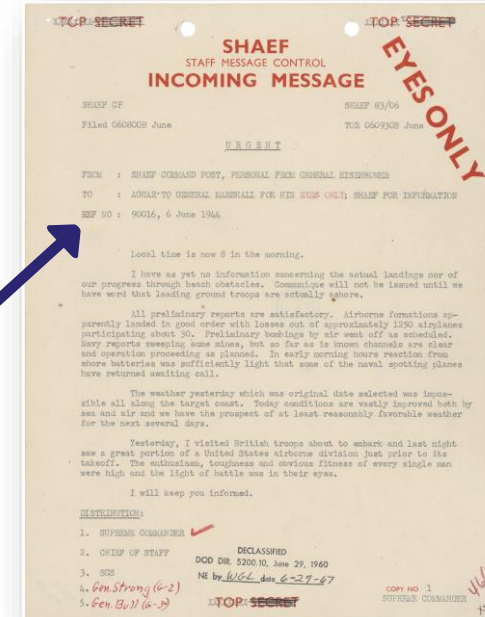 TOP SECRET TOP SECRET
SHAEF
STAFF MESSAGE CONTROL
INCOMING MESSAGE
EYES ONLY
SHAEF CP SHAEF 83/06
Filed 060800B June TOR 060930B June
URGENT
FROM : SHAEF COMMAND POST, PERSONAL FROM GENERAL EISENHOWER
TO : AGWAR-TO GENERAL MARSHALL FOR HIS EYES ONLY; SHAEF FOR INFORMATION
REF NO : 90016, 6 June 1944
Local time is now 8 in the morning.
I have as yet no information concerning the actual landings nor of
our progress through beach obstacles. Communique will not be issued until we
have word that leading ground troops are actually ashore.
All preliminary reports are satisfactory. Airborne formations ap-
parently landed in good order with losses out of approximately 1250 airplanes
participating about 30. Preliminary bombings by air went off as scheduled.
Navy reports sweeping some mines, but so far as is known channels are clear
and operation proceeding as planned. In early morning hours reaction from
shore batteries was sufficiently light that some of the naval spotting planes
have returned awaiting call.
The weather yesterday which was original date selected was impos-
sible all along the target coast. Today conditions are vastly improved both by
sea and air and we have the prospect of at least reasonably favorable weather
for the next several days.
Yesterday, I visited British troops about to embark and last night
saw a great portion of a United States airborne division just prior to its
takeoff. The enthusiasm, toughness and obvious fitness of every single man
were high and the light of battle was in their eyes.
I will keep you informed.
DISTRIBUTION:
1. SUPREME COMMANDER
2. CHIEF OF STAFF
3. SGS
4. Gen. Strong (G-2)
5. Gen. Bull (G-3)
DECLASSIFIED
DOD DIR. 5200.10, June 29, 1960
NE by WGL date 6-29-67
TOP SECRET
COPY NO 1
SUPREME COMMANDER